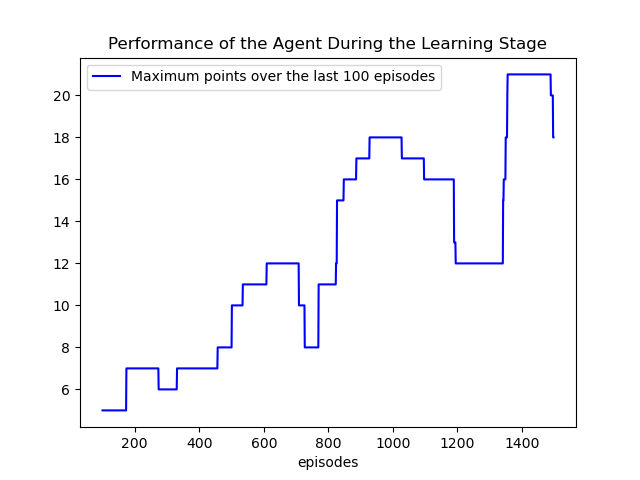 Performance of the Agent During the Learning Stage
Maximum points over the last 100 episodes
20
18
16
14
12
10
8
6
200 400 600 800 1000 1200 1400
episodes